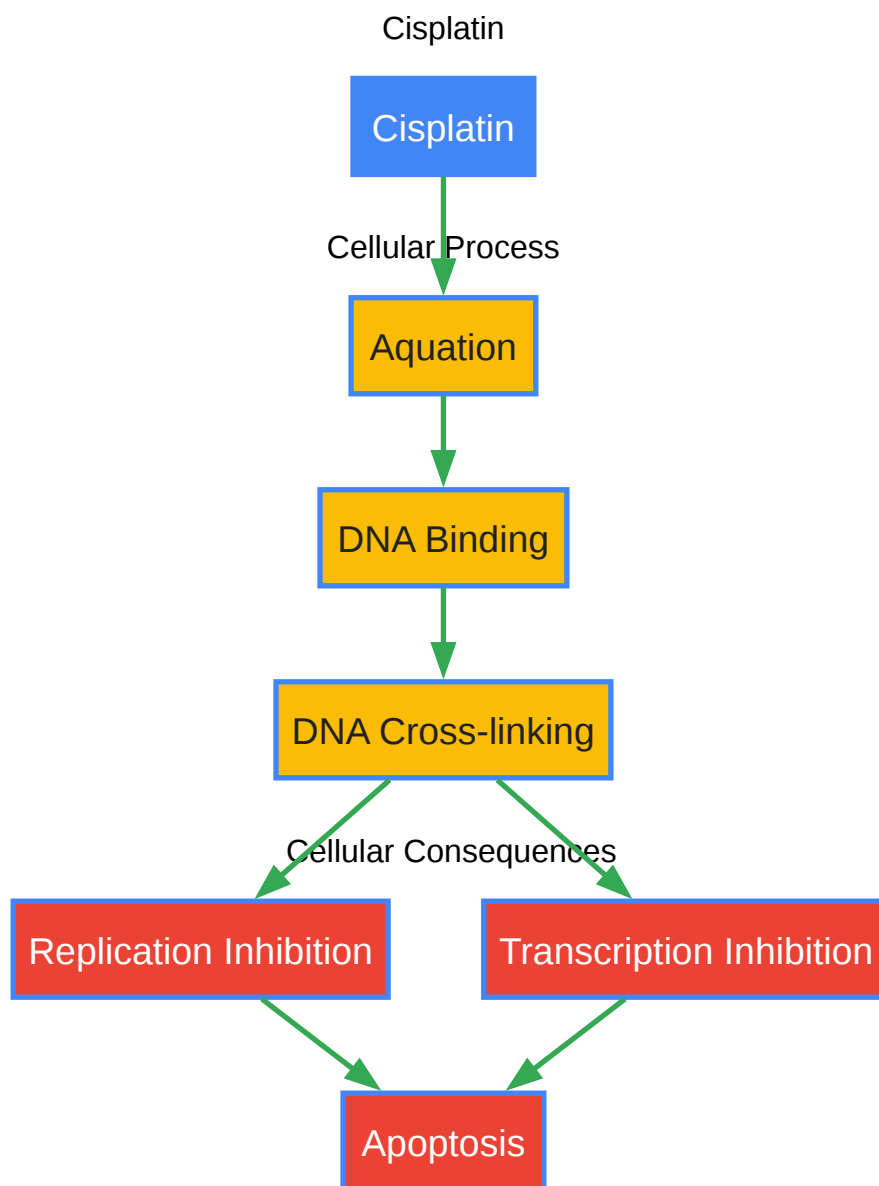 Cisplatin
Cisplatin
Cellular Process
Aquation
DNA Binding
DNA Cross-linking
Cellular Consequences
Replication Inhibition
Transcription Inhibition
Apoptosis